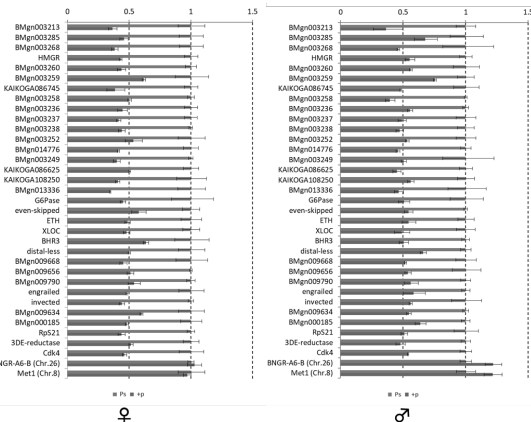 0 0.5 1 1.5
BMgn003213
BMgn003285
BMgn003268
HMGR
BMgn003260
BMgn003259
KAIKOGA086745
BMgn003258
BMgn003236
BMgn003237
BMgn003238
BMgn003252
BMgn014776
BMgn003249
KAIKOGA086625
KAIKOGA108250
BMgn013336
G6Pase
even-skipped
ETH
XLOC
BHR3
distal-less
BMgn009668
BMgn009656
BMgn009790
engrailed
invected
BMgn009634
BMgn000185
RpS21
3DE-reductase
Cdk4
NGR-A6-B (Chr.26)
Met1 (Chr.8)
Ps +p
♀
0 0.5 1 1.5
BMgn003213
BMgn003285
BMgn003268
HMGR
BMgn003260
BMgn003259
KAIKOGA086745
BMgn003258
BMgn003236
BMgn003237
BMgn003238
BMgn003252
BMgn014776
BMgn003249
KAIKOGA086625
KAIKOGA108250
BMgn013336
G6Pase
even-skipped
ETH
XLOC
BHR3
distal-less
BMgn009668
BMgn009656
BMgn009790
engrailed
invected
BMgn009634
BMgn000185
RpS21
3DE-reductase
Cdk4
BNGR-A6-B (Chr.26)
Met1 (Chr.8)
Ps +p
♂